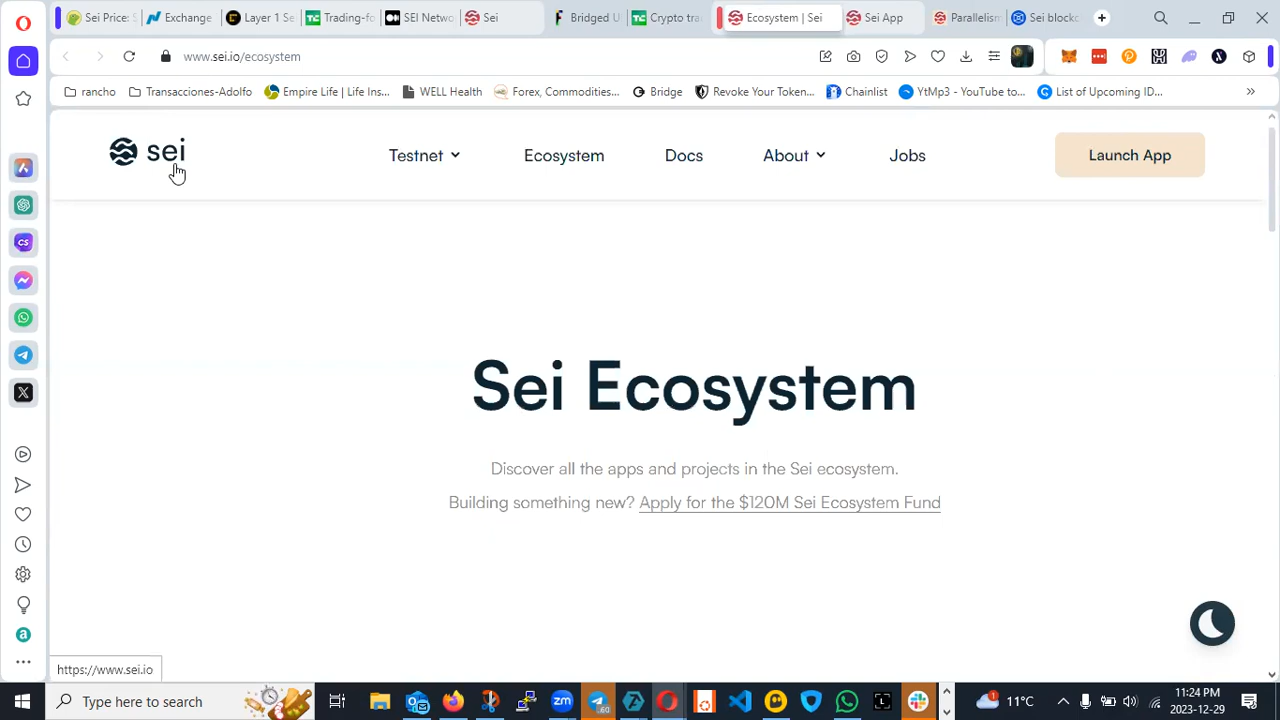 Sei Price: S
Exchange
Layer 1 Se
Trading-fo
SEI Netwo
Sei
Bridged U
Crypto tra
Ecosystem | Sei
Sei App
Parallelism
Sei blocka
www.sei.io/ecosystem
rancho
Transacciones-Adolfo
Empire Life | Life Ins...
WELL Health
Forex, Commodities...
Bridge
Revoke Your Token...
Chainlist
YtMp3 - YouTube to...
List of Upcoming ID...
sei
Testnet
Ecosystem
Docs
About
Jobs
Launch App
Sei Ecosystem
Discover all the apps and projects in the Sei ecosystem.
Building something new? Apply for the $120M Sei Ecosystem Fund
https://www.sei.io
Type here to search
11°C
11:24 PM
2023-12-29